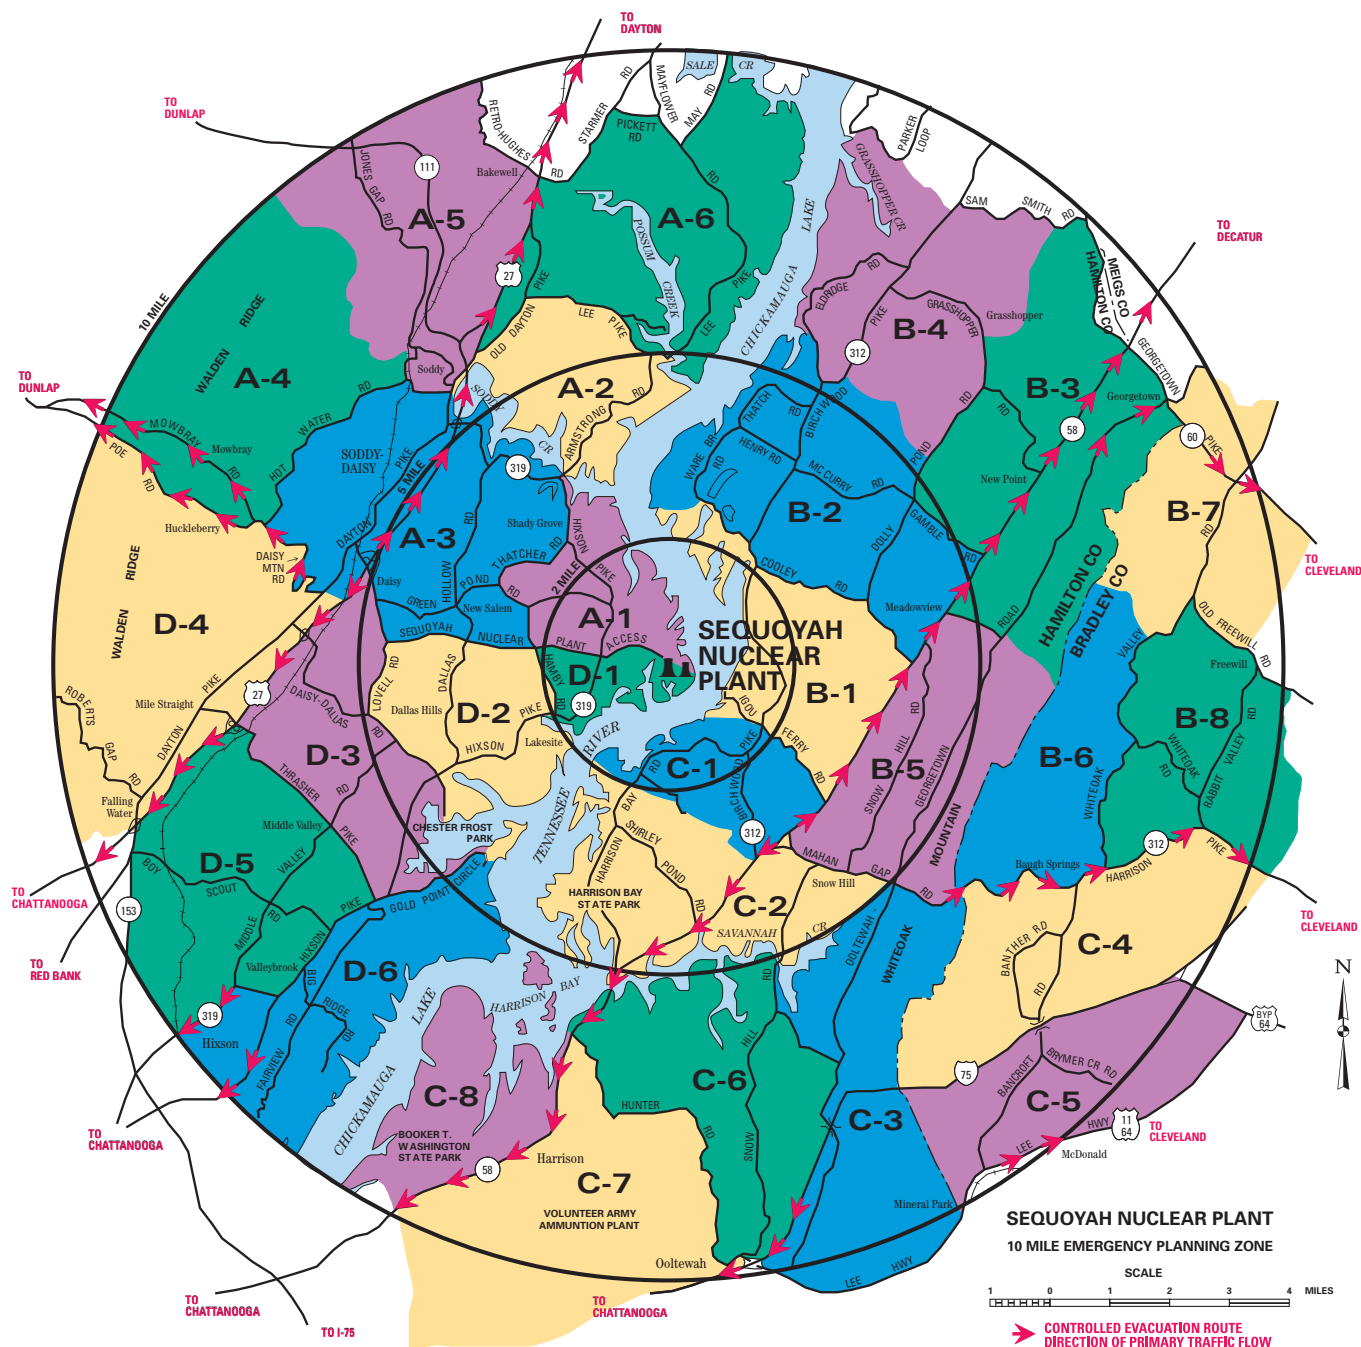 TO
DAYTON
TO
DUNLAP
SALE CR
RETRO-HUGHES RD
STARMER RD
MAYFLOWER
MAY RD
PICKETT
RD
PARKER
LOOP
JONES GAP RD
111
Bakewell
GRASSHOPPER CR
SAM SMITH RD
TO
DECATUR
A-5
A-6
POSSUM
CREEK
LAKE
CHICKAMAUGA
27
PIKE
LEE PIKE
ELDRIDGE RD
GRASSHOPPER
Grasshopper
MEIGS CO
HAMILTON CO
10 MILE
WALDEN RIDGE
OLD DAYTON
LEE PIKE
B-4
PIKE
312
GEORGETOWN
TO
DUNLAP
A-4
Soddy
SODDY
CR
A-2
ARMSTRONG RD
THATCH RD
BIRCHWOOD
B-3
RD
RD
58
Georgetown
60
PIKE
MOWBRAY RD
Mowbray
POE RD
HOT WATER RD
SODDY-
DAISY
PIKE
5 MILE
319
WARE BR-
RD
HENRY RD
MC CURRY RD
POND
New Point
B-7
RD
Huckleberry
DAYTON
A-3
Shady Grove
HIXSON
PIKE
B-2
DOLLY
GAMBLE RD
TO
CLEVELAND
DAISY
MTN
RD
Daisy
HOLLOW RD
POND
THATCHER RD
RD
2 MILE
COOLEY RD
Meadowview
HAMILTON CO
BRADLEY CO
OLD FREEWILL RD
WALDEN RIDGE
D-4
GREEN
New Salem
SEQUOYAH NUCLEAR PLANT ACCESS
A-1
SEQUOYAH
NUCLEAR
PLANT
ROAD
VALLEY
Freewill
ROBERTS GAP RD
Mile Straight
PIKE
27
LOVELL RD
DALLAS
Dallas Hills
D-2
HAMBY RD
D-1
319
B-1
DAISY-DALLAS RD
HIXSON PIKE
Lakesite
RIVER
IGOU FERRY RD
B-8
WHITEOAK RD
RABBIT VALLEY RD
DAYTON
D-3
C-1
PIKE
B-5
SNOW HILL RD
GEORGETOWN
B-6
WHITEOAK
Falling
Water
THRASHER PIKE
RD
Middle Valley
CHESTER FROST
PARK
TENNESSEE
BAY RD
BIRCHWOOD
312
MOUNTAIN
312
TO
CHATTANOOGA
BOY SCOUT RD
D-5
MIDDLE VALLEY
HIXSON PIKE
GOLD POINT CIRCLE
HARRISON
SHIRLEY POND RD
HARRISON BAY
STATE PARK
MAHAN GAP RD
Snow Hill
Baugh Springs
HARRISON PIKE
TO
CLEVELAND
153
TO
RED BANK
Valleybrook
BIG RIDGE RD
D-6
C-2
SAVANNAH CR
OOLTEWAH-
WHITEOAK
BANTHER RD
RD
C-4
N
319
Hixson
FAIRVIEW RD
LAKE
CHICKAMAUGA
HARRISON BAY
RD
BYP
64
75
TO
CHATTANOOGA
C-8
BOOKER T.
WASHINGTON
STATE PARK
HUNTER RD
C-6
SNOW HILL
C-3
BANCROFT
BRYMER CR RD
C-5
LEE HWY
11
64
TO
CLEVELAND
58
Harrison
C-7
VOLUNTEER ARMY
AMMUNTION PLANT
McDonald
Mineral Park
Ooltewah
LEE HWY
TO
CHATTANOOGA
TO
CHATTANOOGA
TO I-75
SEQUOYAH NUCLEAR PLANT
10 MILE EMERGENCY PLANNING ZONE
SCALE
1 0 1 2 3 4 MILES
CONTROLLED EVACUATION ROUTE
DIRECTION OF PRIMARY TRAFFIC FLOW